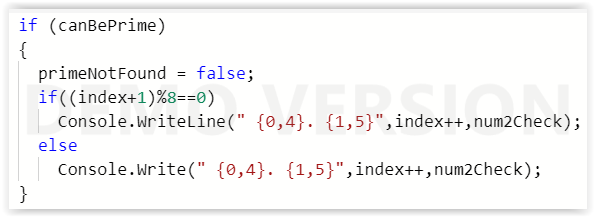 if (canBePrime)
{
primeNotFound = false;
if((index+1)%8==0)
Console.WriteLine(" {0,4}. {1,5}",index++,num2Check);
else
Console.Write(" {0,4}. {1,5}",index++,num2Check);
}
DEMO VERSION